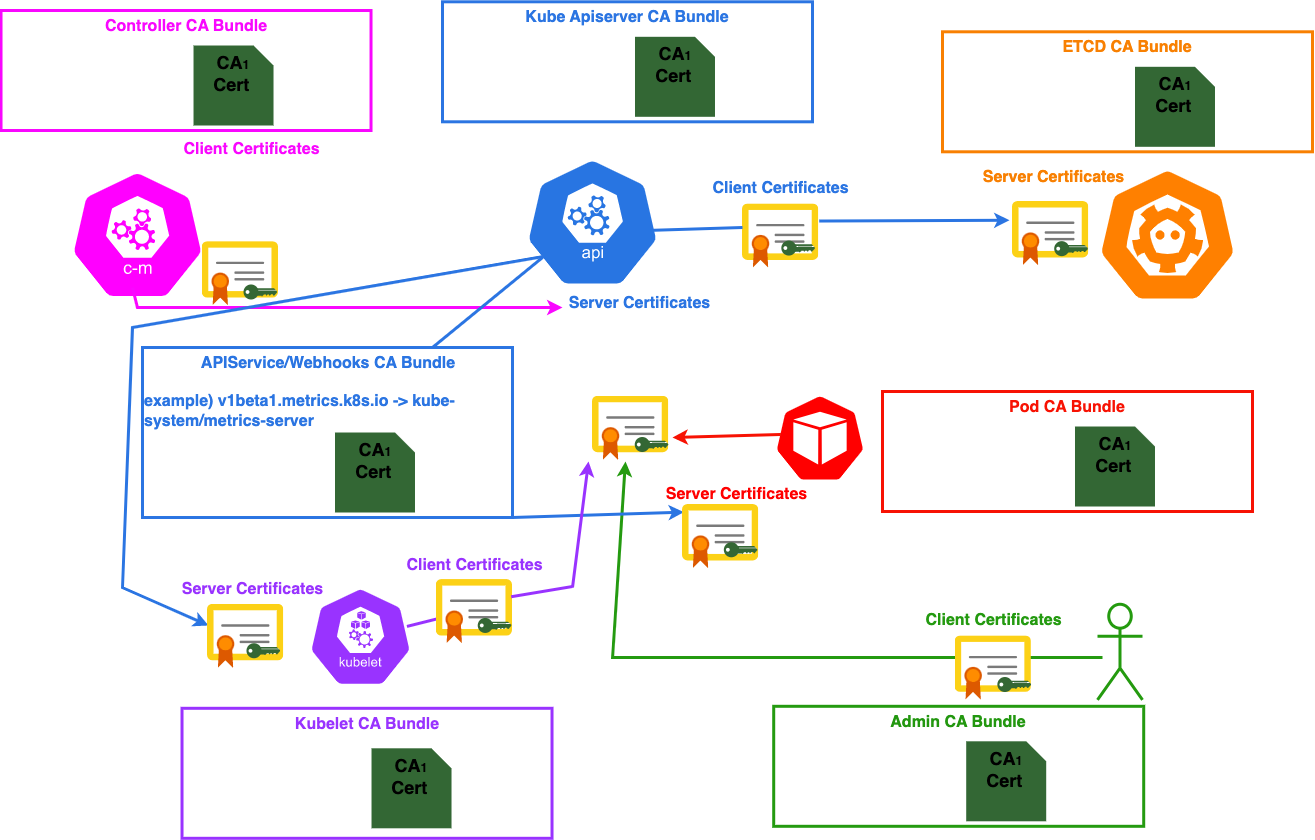 Controller CA Bundle
CA₁
Cert
Kube Apiserver CA Bundle
CA₁
Cert
ETCD CA Bundle
CA₁
Cert
Client Certificates
c-m
api
Client Certificates
Server Certificates
Server Certificates
APIService/Webhooks CA Bundle
example) v1beta1.metrics.k8s.io -> kube-
system/metrics-server
CA₁
Cert
Pod CA Bundle
CA₁
Cert
Server Certificates
Client Certificates
Server Certificates
kubelet
Client Certificates
Kubelet CA Bundle
CA₁
Cert
Admin CA Bundle
CA₁
Cert